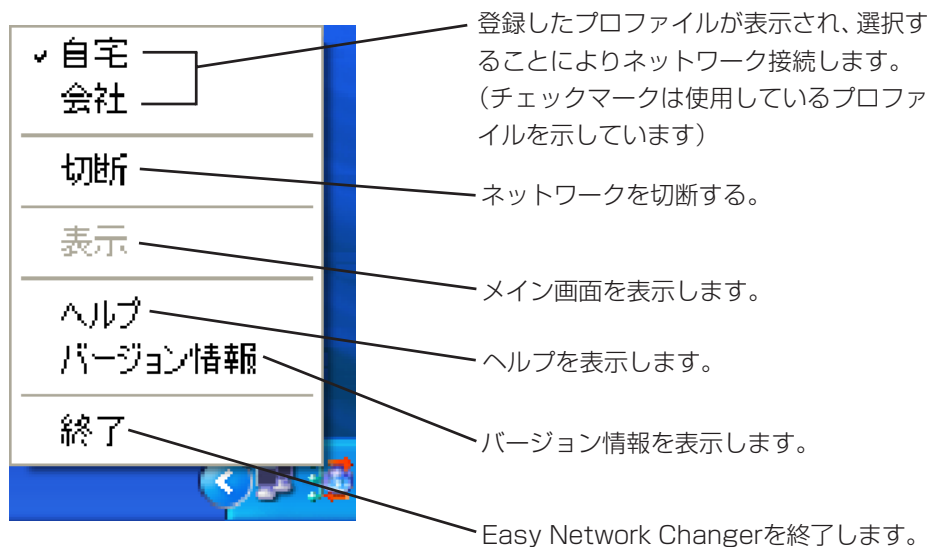 自宅
会社
切断
表示
ヘルプ
バージョン情報
終了
登録したプロファイルが表示され、選択す
ることによりネットワーク接続します。
（チェックマークは使用しているプロファ
イルを示しています）
ネットワークを切断する。
メイン画面を表示します。
ヘルプを表示します。
バージョン情報を表示します。
Easy Network Changerを終了します。